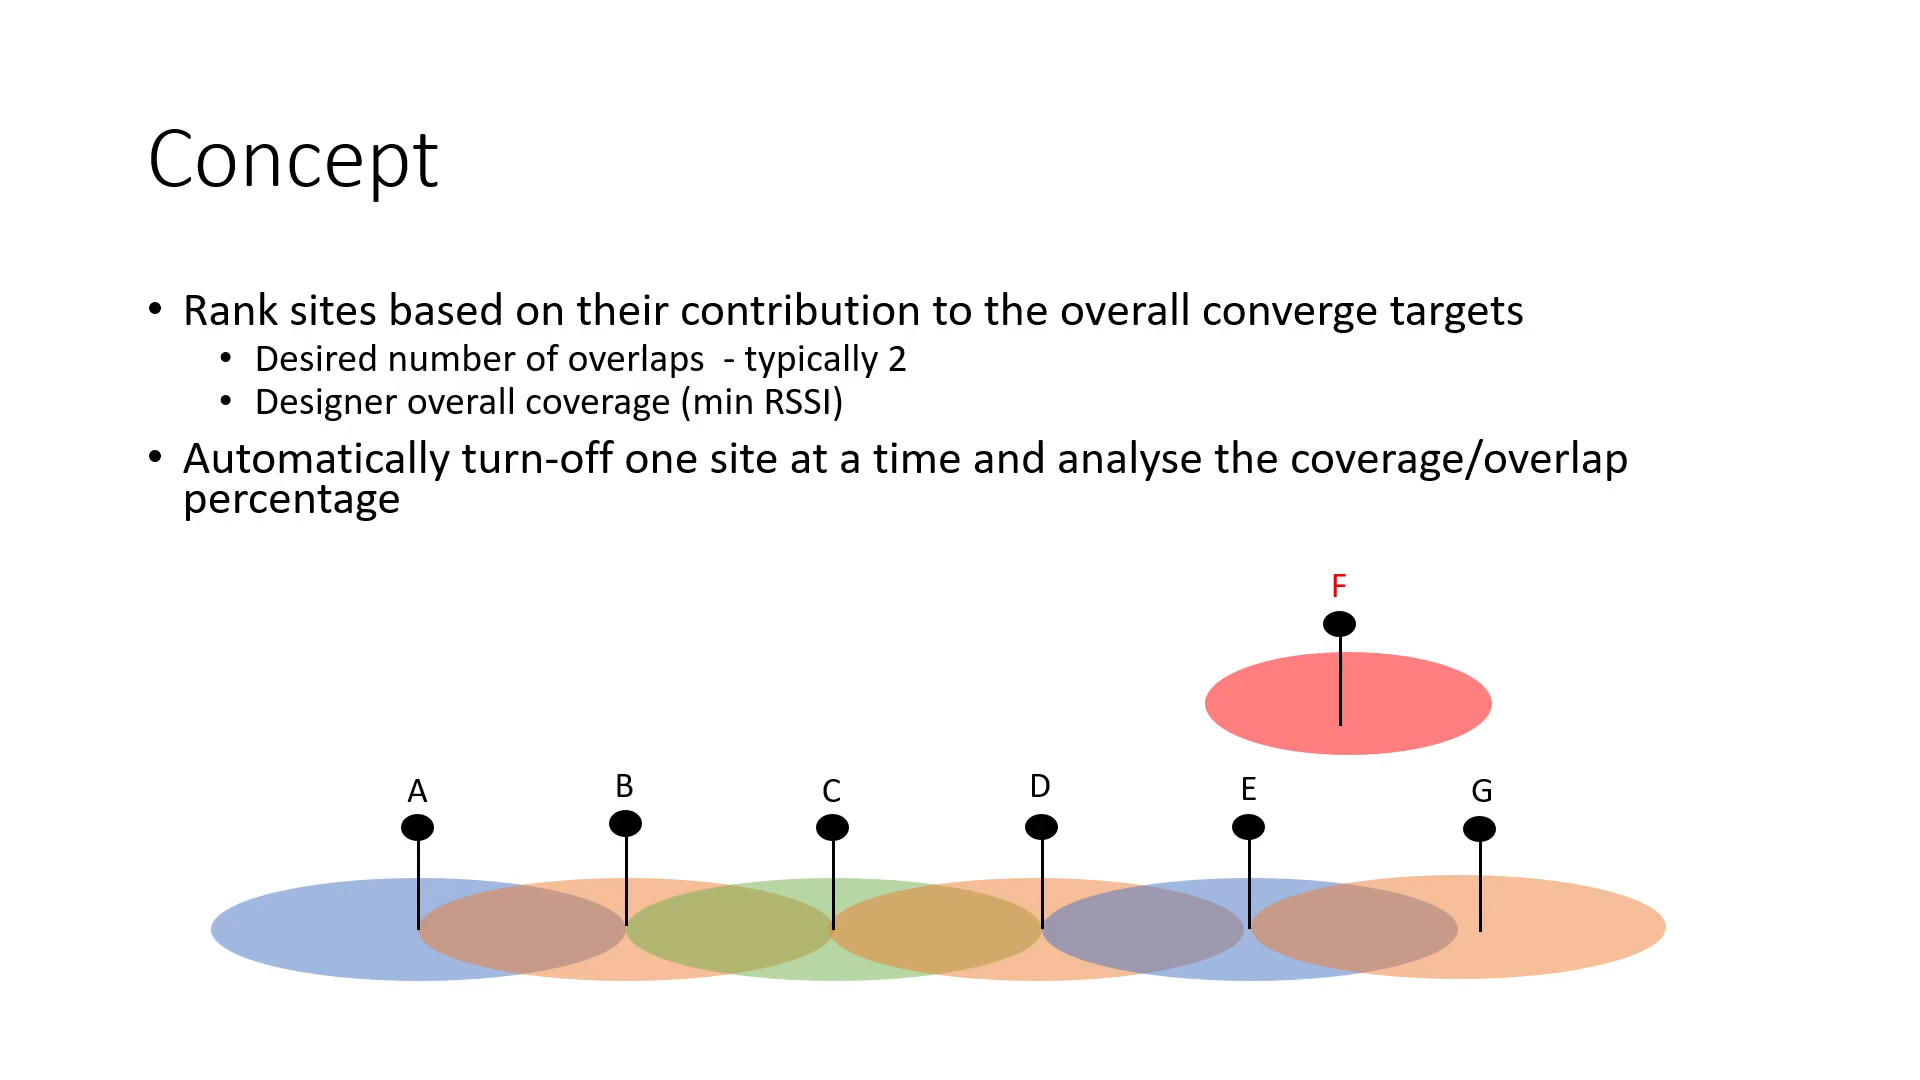 Concept
• Rank sites based on their contribution to the overall converge targets
• Desired number of overlaps  - typically 2
• Designer overall coverage (min RSSI)
• Automatically turn-off one site at a time and analyse the coverage/overlap
percentage
F
A B C D E G